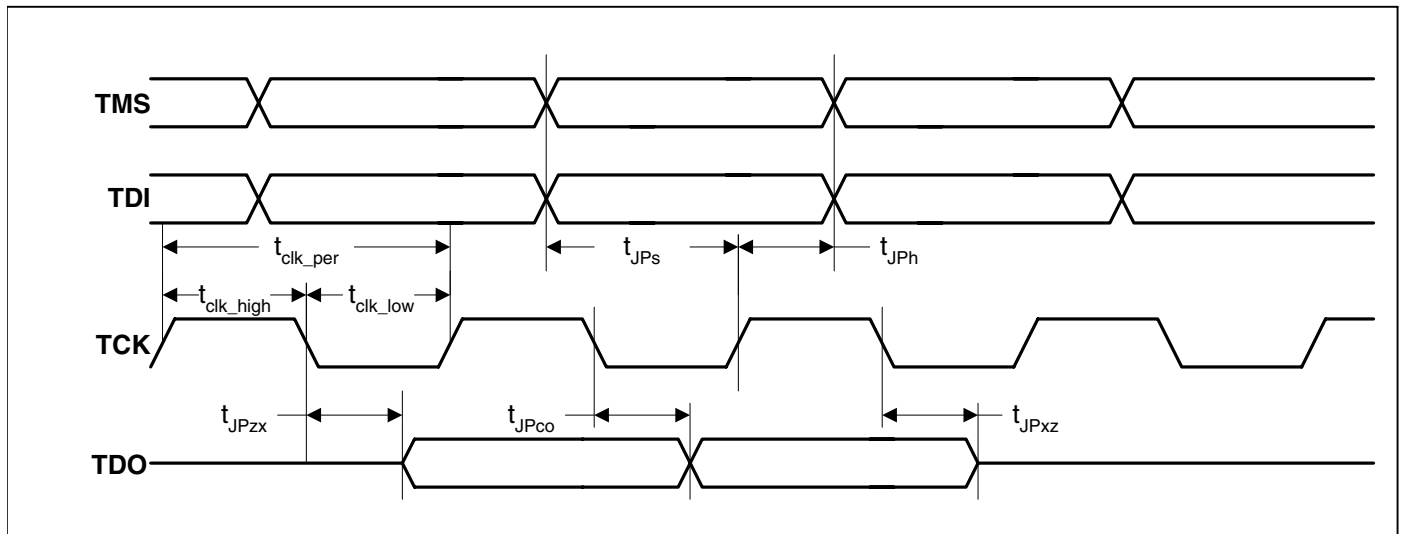 TMS
TDI
t_clk_per
t_JPs
t_JPh
t_clk_high
t_clk_low
TCK
t_JPzx
t_JPco
t_JPxz
TDO